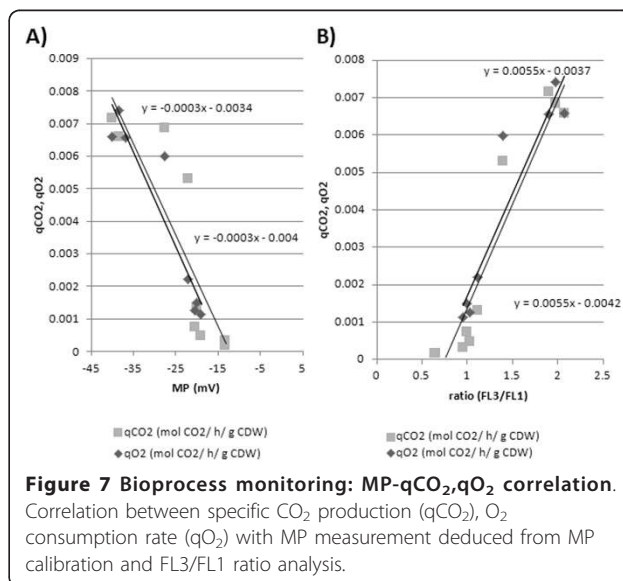 A)
0.009
0.008
0.007
0.006
0.005
0.004
0.003
0.002
0.001
0
qCO2, qO2
y = -0.0003x - 0.0034
y = -0.0003x - 0.004
-45 -35 -25 -15 -5 5
MP (mV)
qCO2 (mol CO2/ h/ g CDW)
qO2 (mol CO2/ h/ g CDW)
B)
0.008
0.007
0.006
0.005
0.004
0.003
0.002
0.001
0
qCO2, qO2
y = 0.0055x - 0.0037
y = 0.0055x - 0.0042
0 0.5 1 1.5 2 2.5
ratio (FL3/FL1)
qCO2 (mol CO2/ h/ g CDW)
qO2 (mol CO2/ h/ g CDW)
Figure 7 Bioprocess monitoring: MP-qCO₂,qO₂ correlation.
Correlation between specific CO₂ production (qCO₂), O₂
consumption rate (qO₂) with MP measurement deduced from MP
calibration and FL3/FL1 ratio analysis.